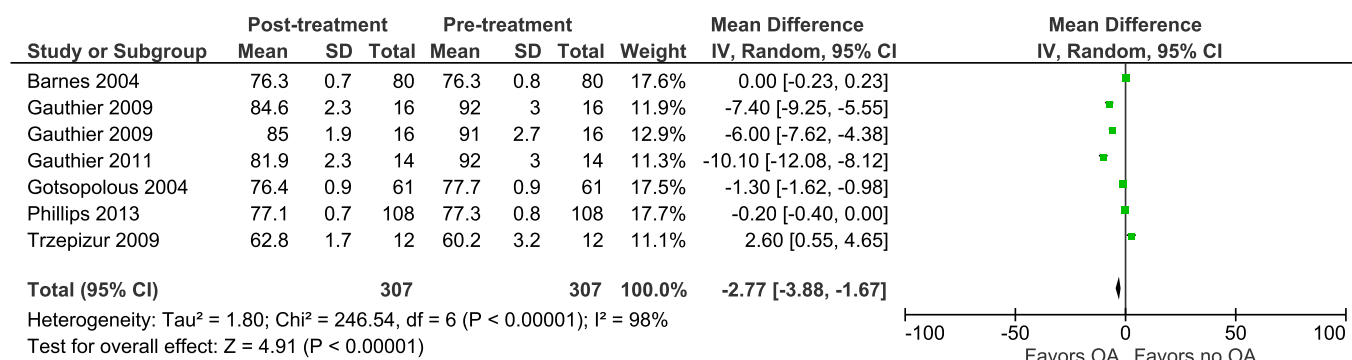 Post-treatment Pre-treatment Mean Difference Mean Difference
Study or Subgroup Mean SD Total Mean SD Total Weight IV, Random, 95% CI IV, Random, 95% CI
Barnes 2004 76.3 0.7 80 76.3 0.8 80 17.6% 0.00 [-0.23, 0.23]
Gauthier 2009 84.6 2.3 16 92 3 16 11.9% -7.40 [-9.25, -5.55]
Gauthier 2009 85 1.9 16 91 2.7 16 12.9% -6.00 [-7.62, -4.38]
Gauthier 2011 81.9 2.3 14 92 3 14 11.3% -10.10 [-12.08, -8.12]
Gotsopolous 2004 76.4 0.9 61 77.7 0.9 61 17.5% -1.30 [-1.62, -0.98]
Phillips 2013 77.1 0.7 108 77.3 0.8 108 17.7% -0.20 [-0.40, 0.00]
Trzepizur 2009 62.8 1.7 12 60.2 3.2 12 11.1% 2.60 [0.55, 4.65]
Total (95% CI) 307 307 100.0% -2.77 [-3.88, -1.67]
Heterogeneity: Tau² = 1.80; Chi² = 246.54, df = 6 (P < 0.00001); I² = 98%
-100 -50 0 50 100
Test for overall effect: Z = 4.91 (P < 0.00001)
Favors OA Favors no OA